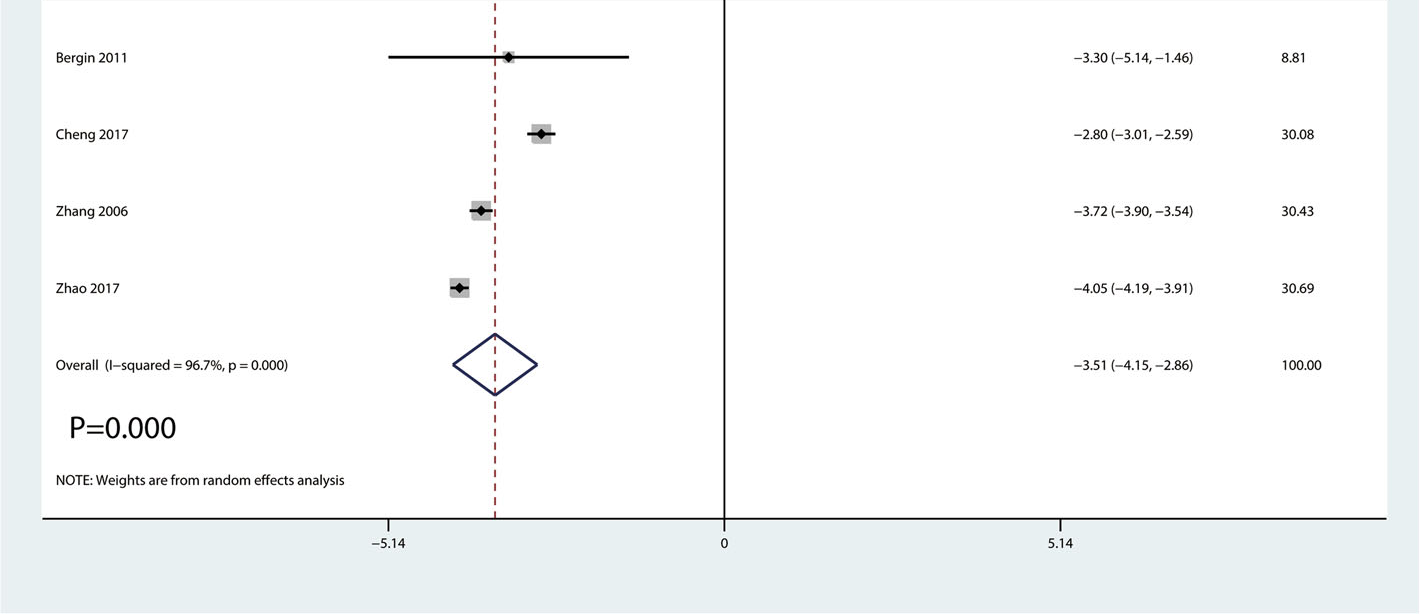 Bergin 2011 −3.30 (−5.14, −1.46) 8.81
Cheng 2017 −2.80 (−3.01, −2.59) 30.08
Zhang 2006 −3.72 (−3.90, −3.54) 30.43
Zhao 2017 −4.05 (−4.19, −3.91) 30.69
Overall (I−squared = 96.7%, p = 0.000) −3.51 (−4.15, −2.86) 100.00
P=0.000
NOTE: Weights are from random effects analysis
−5.14 0 5.14